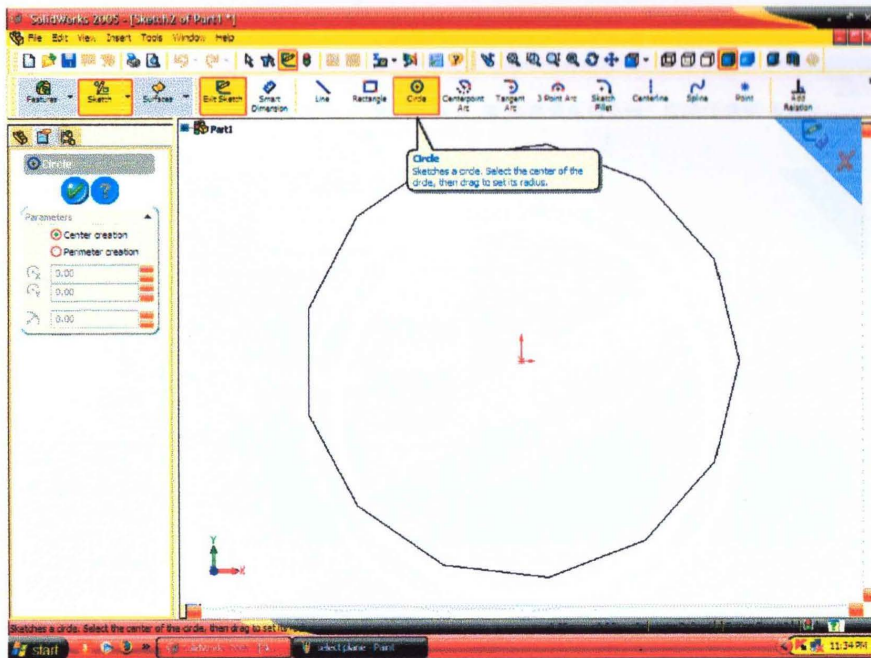 SolidWorks 2005 - [Sketch2 of Part1 *]
File Edit View Insert Tools Window Help
Features Sketch Surfaces Exit Sketch Smart Dimension Line Rectangle Circle Centerpoint Arc Tangent Arc 3 Point Arc Sketch Fillet Centerline Spline Point Add Relation
Part1
Circle
Circle
Sketches a circle. Select the center of the
circle, then drag to set its radius.
Parameters
Center creation
Perimeter creation
0.00
0.00
0.00
Y
X
Sketches a circle. Select the center of the circle, then drag to set its
start
select plane - Paint
11:34 PM